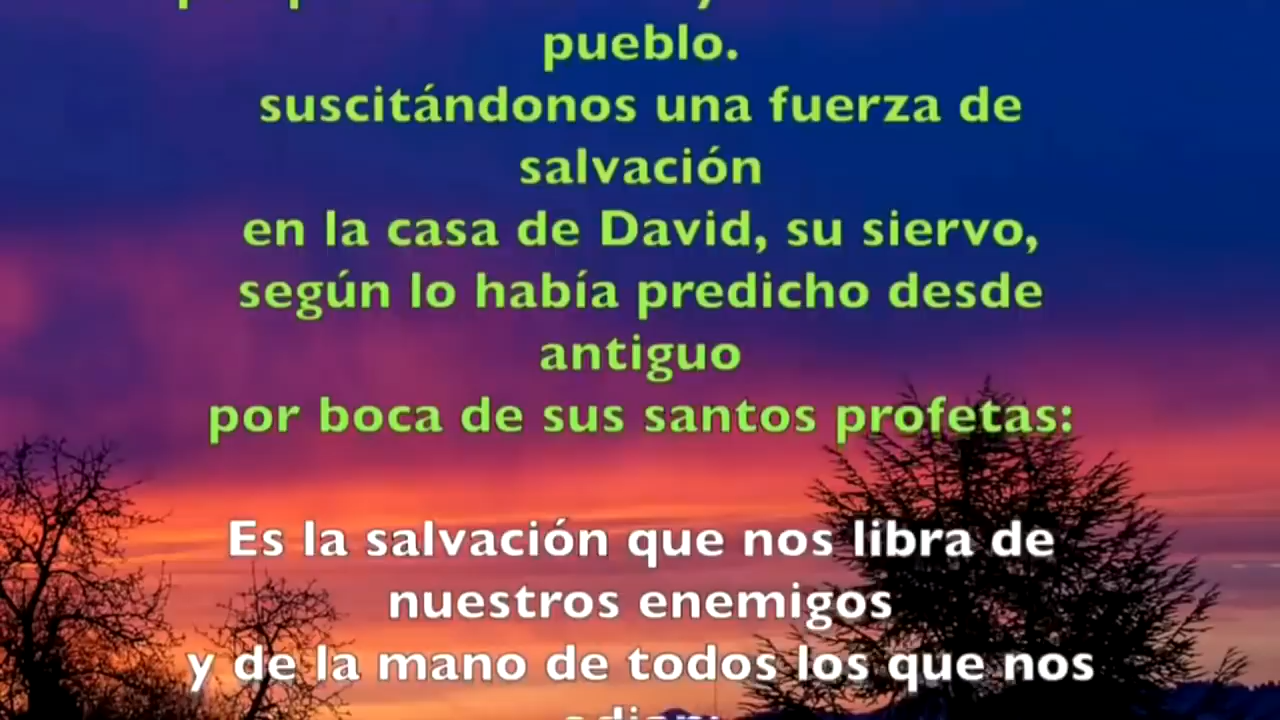 pueblo.
suscitándonos una fuerza de
salvación
en la casa de David, su siervo,
según lo había predicho desde
antiguo
por boca de sus santos profetas:
Es la salvación que nos libra de
nuestros enemigos
y de la mano de todos los que nos